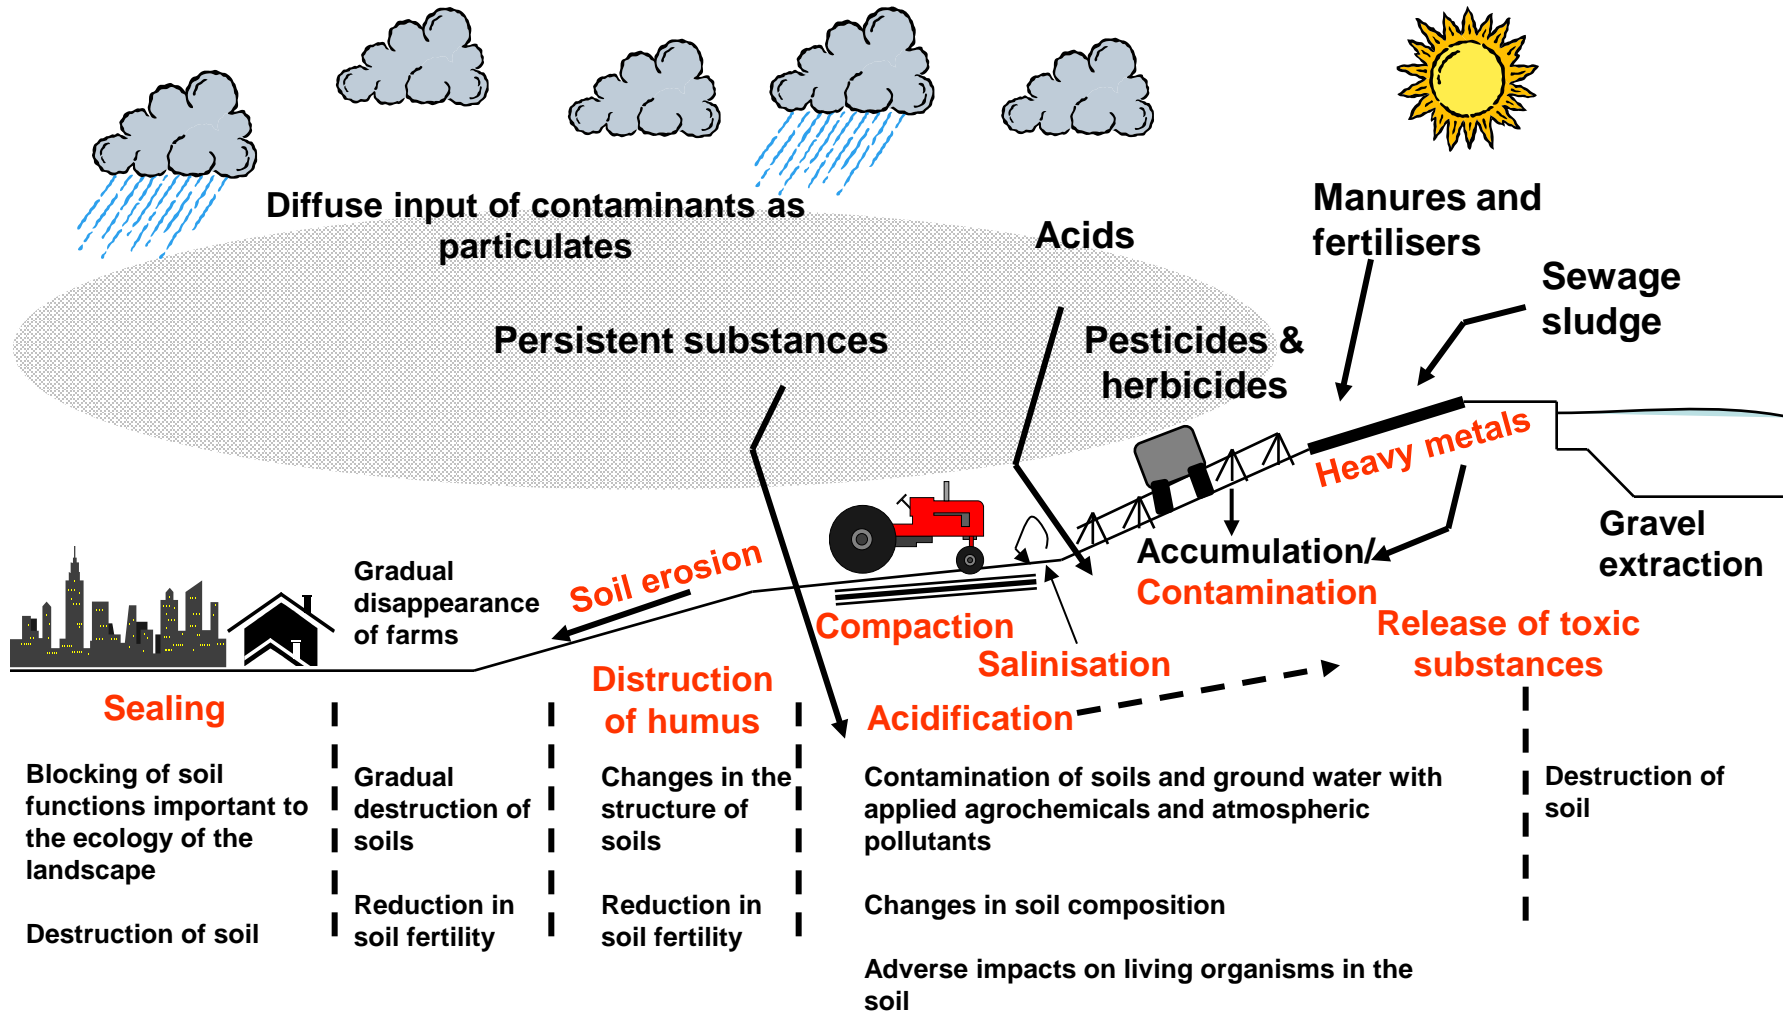 Diffuse input of contaminants as
particulates
Acids
Manures and
fertilisers
Sewage
sludge
Persistent substances
Pesticides &
herbicides
Heavy metals
Gravel
extraction
Accumulation/
Contamination
Gradual
disappearance
of farms
Soil erosion
Compaction
Salinisation
Release of toxic
substances
Sealing
Distruction
of humus
Acidification
Blocking of soil
functions important to
the ecology of the
landscape
Destruction of soil
Gradual
destruction of
soils
Reduction in
soil fertility
Changes in the
structure of
soils
Reduction in
soil fertility
Contamination of soils and ground water with
applied agrochemicals and atmospheric
pollutants
Changes in soil composition
Adverse impacts on living organisms in the
soil
Destruction of
soil